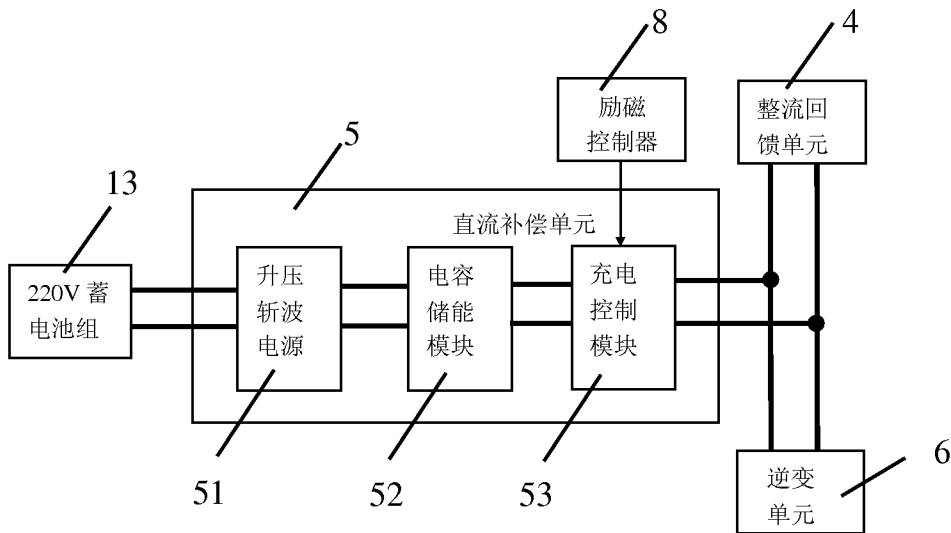 8
4
励磁
控制器
整流回
馈单元
5
13
直流补偿单元
220V 蓄
电池组
升压
斩波
电源
电容
储能
模块
充电
控制
模块
51
52
53
6
逆变
单元